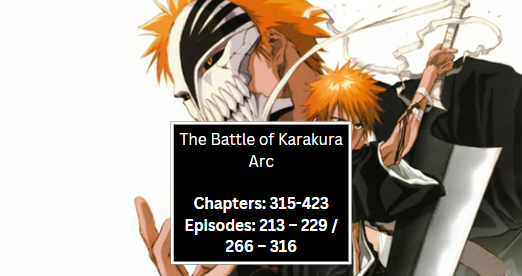 The Battle of Karakura
Arc
Chapters: 315-423
Episodes: 213 – 229 /
266 – 316